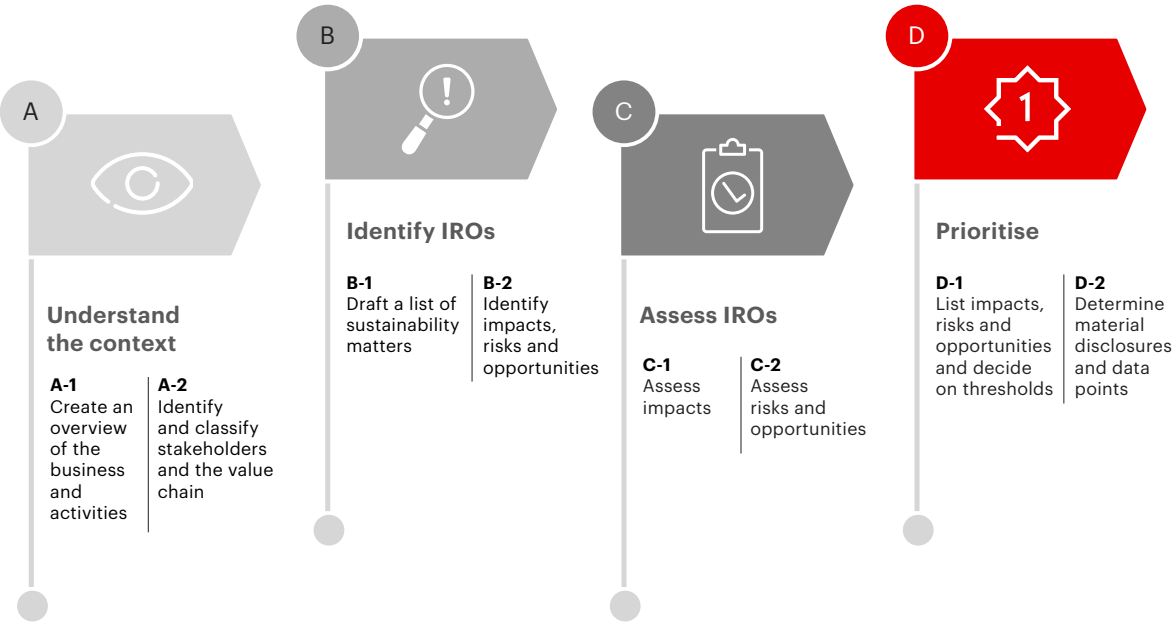 A
Understand
the context
A-1
Create an
overview
of the
business
and
activities
A-2
Identify
and classify
stakeholders
and the value
chain
B
Identify IROs
B-1
Draft a list of
sustainability
matters
B-2
Identify
impacts,
risks and
opportunities
C
Assess IROs
C-1
Assess
impacts
C-2
Assess
risks and
opportunities
D
1
Prioritise
D-1
List impacts,
risks and
opportunities
and decide
on thresholds
D-2
Determine
material
disclosures
and data
points